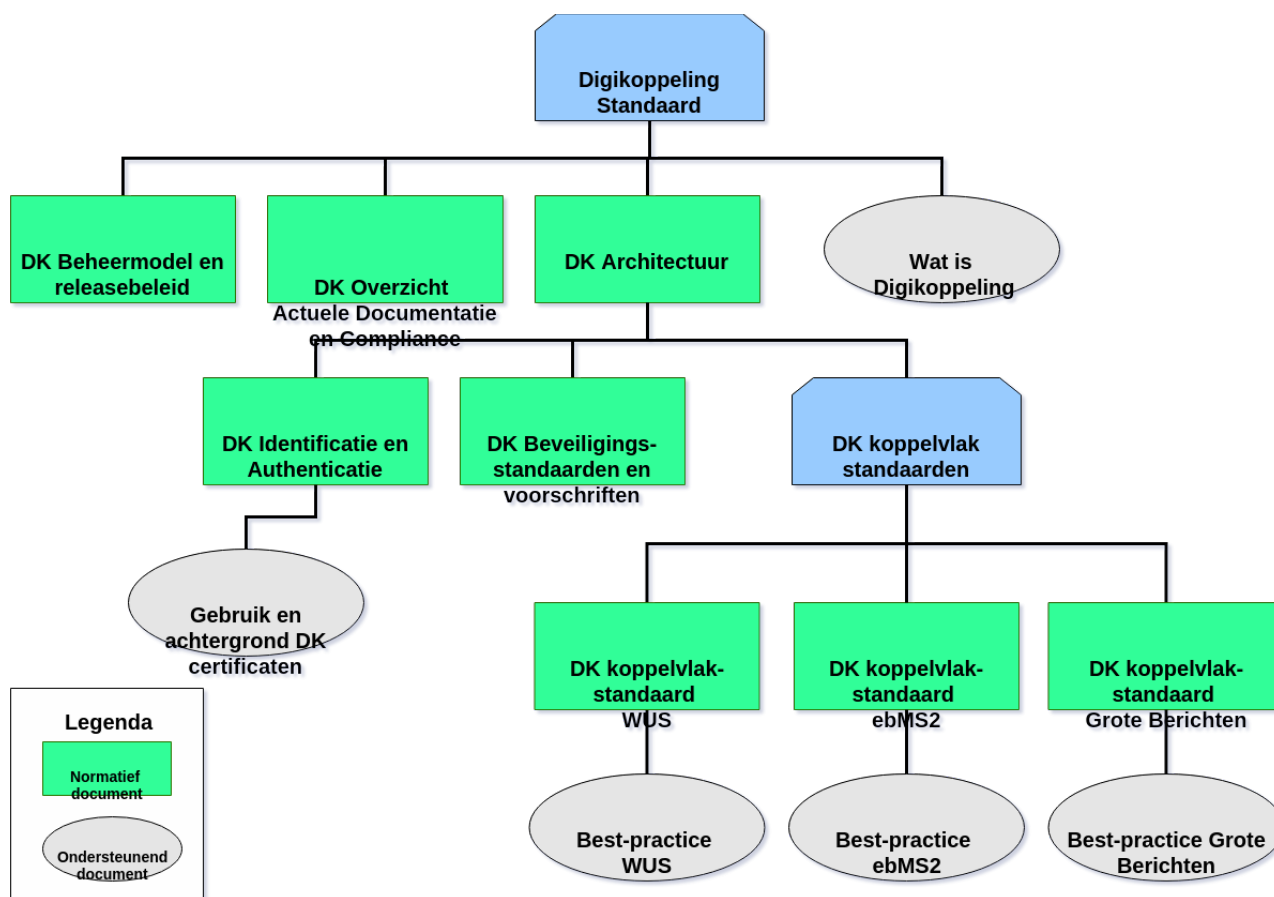 Digikoppeling
Standaard
DK Beheermodel en
releasebeleid
DK Overzicht
Actuele Documentatie
en Compliance
DK Architectuur
Wat is
Digikoppeling
DK Identificatie en
Authenticatie
DK Beveiligings-
standaarden en
voorschriften
DK koppelvlak
standaarden
Gebruik en
achtergrond DK
certificaten
DK koppelvlak-
standaard
WUS
DK koppelvlak-
standaard
ebMS2
DK koppelvlak-
standaard
Grote Berichten
Best-practice
WUS
Best-practice
ebMS2
Best-practice Grote
Berichten
Legenda
Normatief
document
Ondersteunend
document